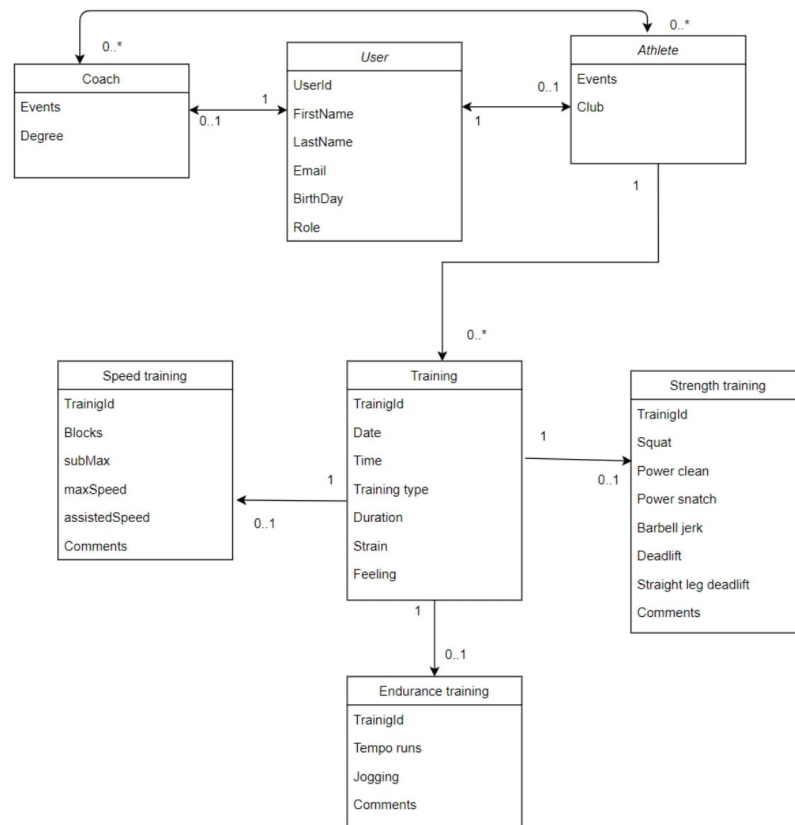 0..*
0..*
Coach
Events
Degree
0..1
1
User
UserId
FirstName
LastName
Email
BirthDay
Role
1
0..1
Athlete
Events
Club
1
0..*
Speed training
TrainigId
Blocks
subMax
maxSpeed
assistedSpeed
Comments
0..1
1
Training
TrainigId
Date
Time
Training type
Duration
Strain
Feeling
1
0..1
Strength training
TrainigId
Squat
Power clean
Power snatch
Barbell jerk
Deadlift
Straight leg deadlift
Comments
1
0..1
Endurance training
TrainigId
Tempo runs
Jogging
Comments